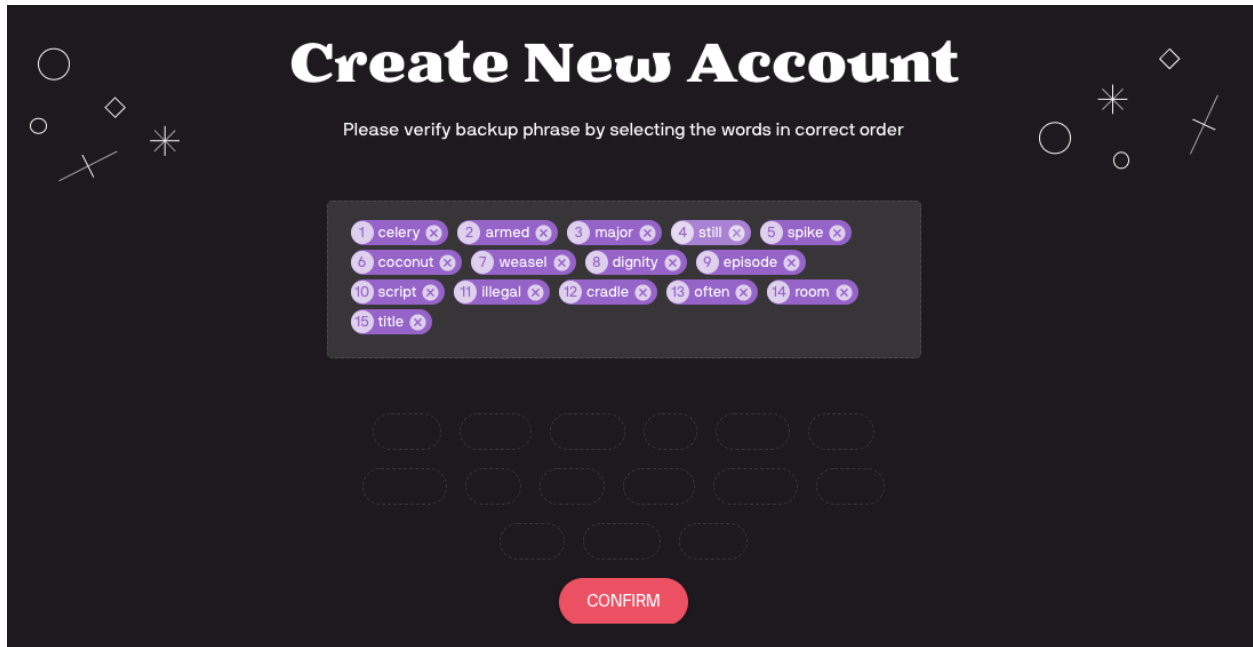 Create New Account
Please verify backup phrase by selecting the words in correct order
1 celery 2 armed 3 major 4 still 5 spike
6 coconut 7 weasel 8 dignity 9 episode
10 script 11 illegal 12 cradle 13 often 14 room
15 title
CONFIRM